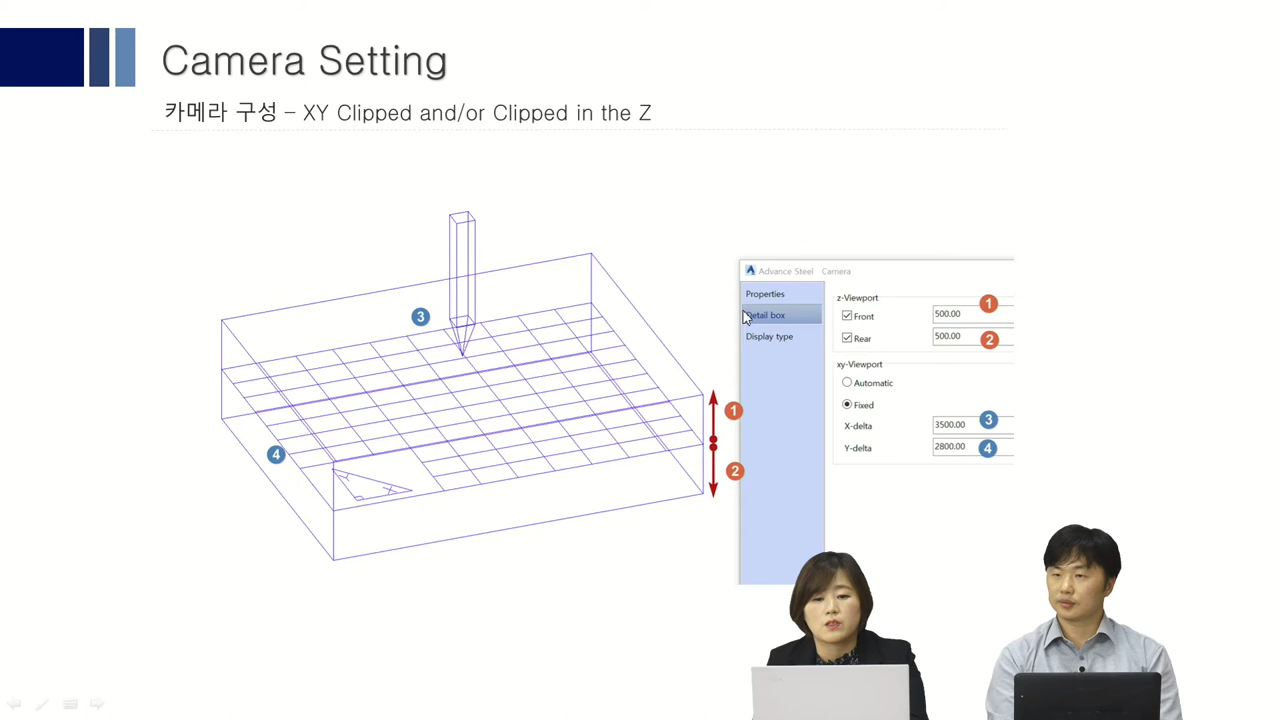 Camera Setting
카메라 구성 – XY Clipped and/or Clipped in the Z
3
4
Y
X
1
2
Advance Steel Camera
Properties
Detail box
Display type
z-Viewport
Front 500.00 1
Rear 500.00 2
xy-Viewport
Automatic
Fixed
X-delta 3500.00 3
Y-delta 2800.00 4